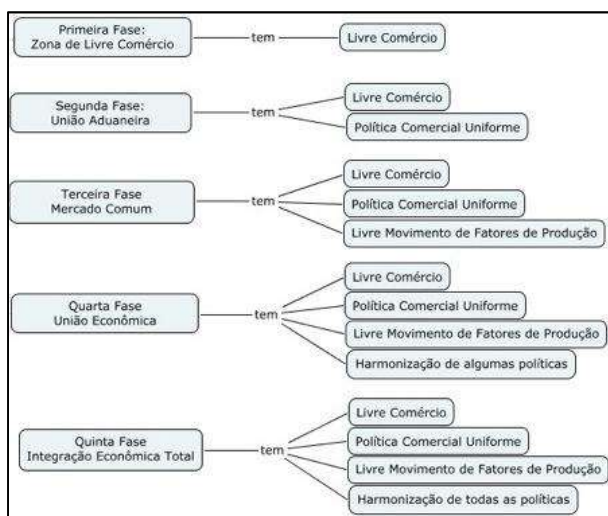 Primeira Fase:
Zona de Livre Comércio
tem
Livre Comércio
Segunda Fase:
União Aduaneira
tem
Livre Comércio
Política Comercial Uniforme
Terceira Fase
Mercado Comum
tem
Livre Comércio
Política Comercial Uniforme
Livre Movimento de Fatores de Produção
Quarta Fase
União Econômica
tem
Livre Comércio
Política Comercial Uniforme
Livre Movimento de Fatores de Produção
Harmonização de algumas políticas
Quinta Fase
Integração Econômica Total
tem
Livre Comércio
Política Comercial Uniforme
Livre Movimento de Fatores de Produção
Harmonização de todas as políticas